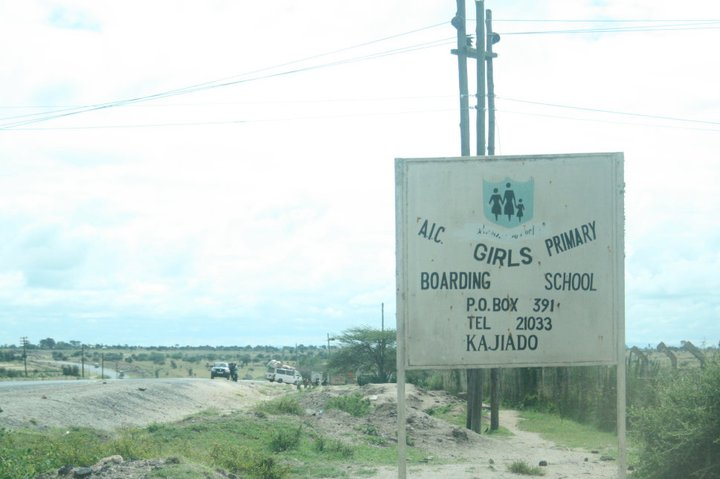 A.I.C. GIRLS PRIMARY
BOARDING SCHOOL
P.O. BOX 391
TEL 21033
KAJIADO